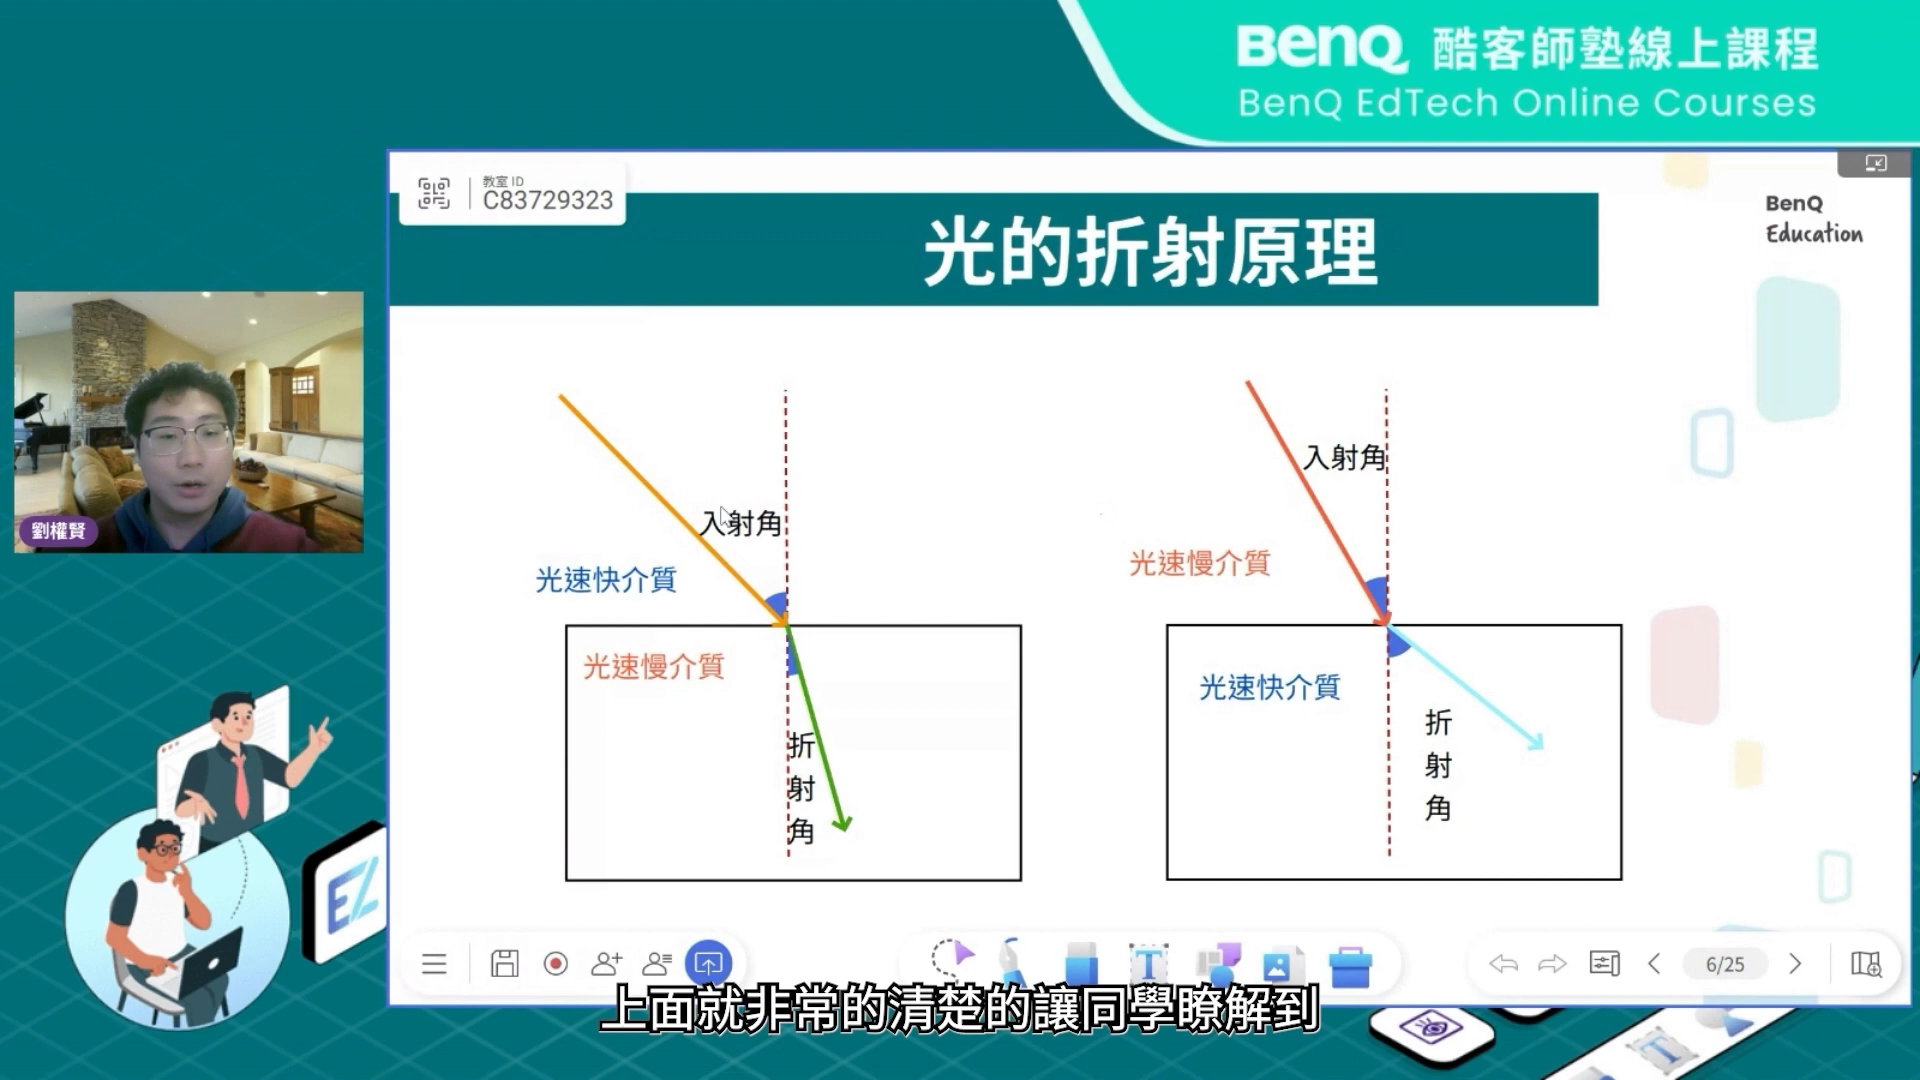 BenQ 酷客師塾線上課程
BenQ EdTech Online Courses
教室 ID
C83729323
光的折射原理
BenQ
Education
劉權賢
入射角
光速快介質
光速慢介質
折射角
入射角
光速慢介質
光速快介質
折射角
EZ
T
6/25
上面就非常的清楚的讓同學瞭解到
T